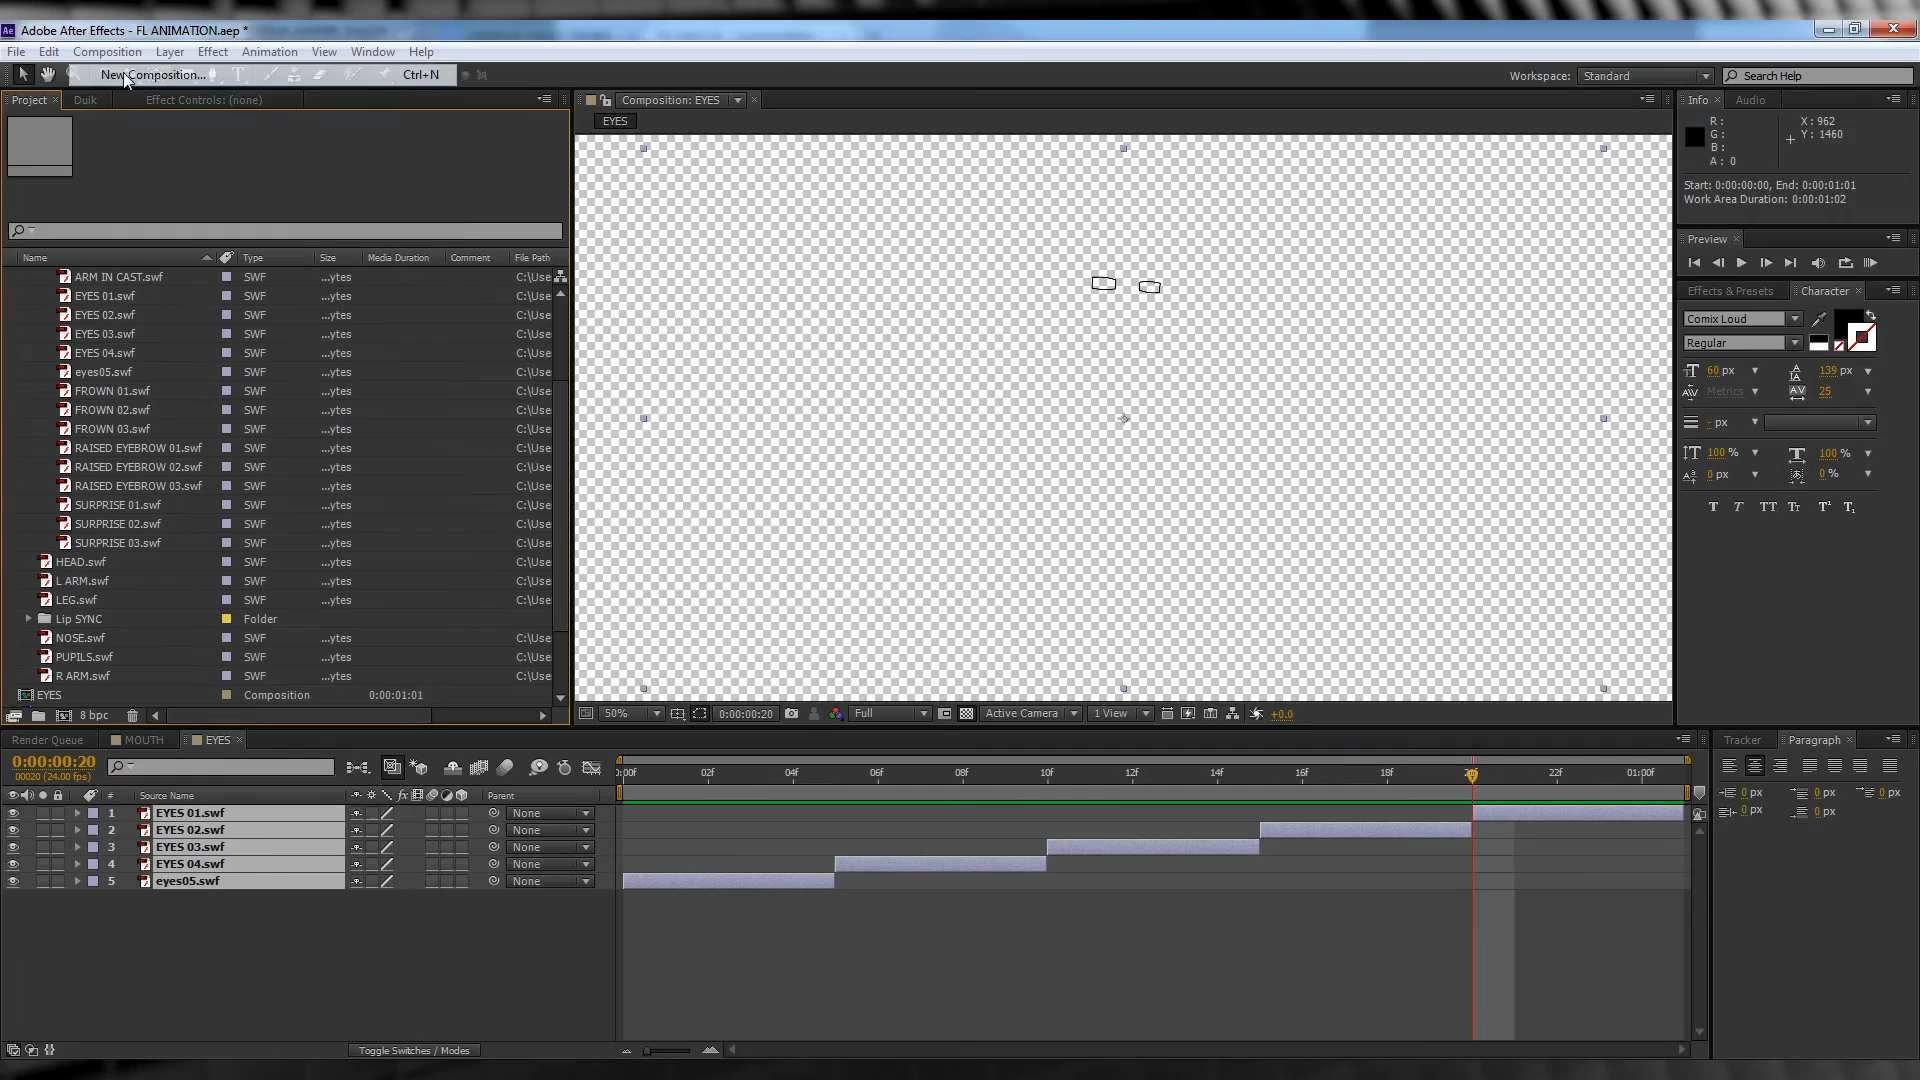 Ae Adobe After Effects - FL ANIMATION.aep *
File Edit Composition Layer Effect Animation View Window Help
New Composition... Ctrl+N
Workspace: Standard Search Help
Project Duik Effect Controls: (none)
Composition: EYES
EYES
Info Audio
R: X: 962
G: Y: 1460
B:
A: 0
Start: 0:00:00:00, End: 0:00:01:01
Work Area Duration: 0:00:01:02
Preview
Effects & Presets Character
Comix Loud
Regular
60 px 139 px
Metrics 25
- px
100 % 100 %
0 px 0 %
T T TT Tr T¹ T₁
Name Type Size Media Duration Comment File Path
ARM IN CAST.swf SWF ...ytes C:\Use
EYES 01.swf SWF ...ytes C:\Use
EYES 02.swf SWF ...ytes C:\Use
EYES 03.swf SWF ...ytes C:\Use
EYES 04.swf SWF ...ytes C:\Use
eyes05.swf SWF ...ytes C:\Use
FROWN 01.swf SWF ...ytes C:\Use
FROWN 02.swf SWF ...ytes C:\Use
FROWN 03.swf SWF ...ytes C:\Use
RAISED EYEBROW 01.swf SWF ...ytes C:\Use
RAISED EYEBROW 02.swf SWF ...ytes C:\Use
RAISED EYEBROW 03.swf SWF ...ytes C:\Use
SURPRISE 01.swf SWF ...ytes C:\Use
SURPRISE 02.swf SWF ...ytes C:\Use
SURPRISE 03.swf SWF ...ytes C:\Use
HEAD.swf SWF ...ytes C:\Use
L ARM.swf SWF ...ytes C:\Use
LEG.swf SWF ...ytes C:\Use
Lip SYNC Folder
NOSE.swf SWF ...ytes C:\Use
PUPILS.swf SWF ...ytes C:\Use
R ARM.swf SWF ...ytes C:\Use
EYES Composition 0:00:01:01
8 bpc
50% 0:00:00:20 Full Active Camera 1 View +0.0
Render Queue MOUTH EYES
Tracker Paragraph
0:00:00:20
00020 (24.00 fps)
0:00f 02f 04f 06f 08f 10f 12f 14f 16f 18f 22f 01:00f
# Source Name fx Parent
1 EYES 01.swf None
2 EYES 02.swf None
3 EYES 03.swf None
4 EYES 04.swf None
5 eyes05.swf None
0 px 0 px 0 px
0 px 0 px
Toggle Switches / Modes